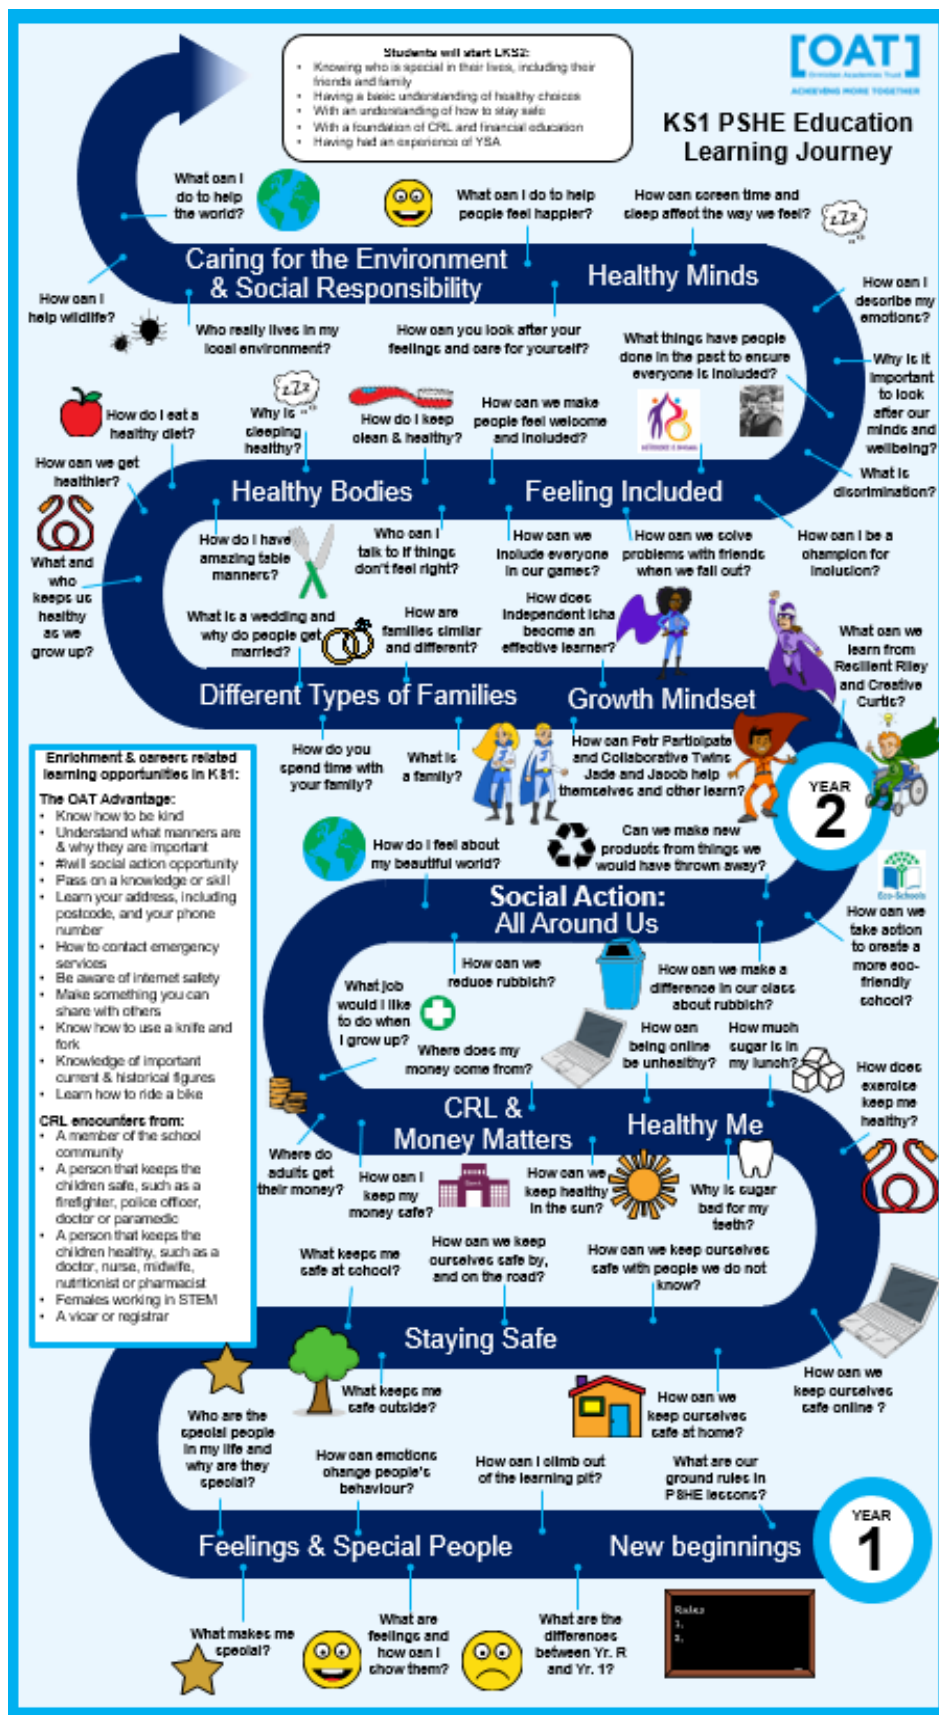 Students will start LKS2:
• Knowing who is special in their lives, including their
friends and family
• Having a basic understanding of healthy choices
• With an understanding of how to stay safe
• With a foundation of CRL and financial education
• Having had an experience of YSA
[OAT]
Ormiston Academies Trust
ACHIEVING MORE TOGETHER
KS1 PSHE Education
Learning Journey
What can I
do to help
the world?
What can I do to help
people feel happier?
How can screen time and
sleep affect the way we feel?
zZz
Caring for the Environment
& Social Responsibility
Healthy Minds
How can I
help wildlife?
Who really lives in my
local environment?
How can you look after your
feelings and care for yourself?
What things have people
done in the past to ensure
everyone is included?
How can I
describe my
emotions?
Why is it
important
to look
after our
minds and
wellbeing?
What is
discrimination?
How do I eat a
healthy diet?
zZz
Why is
sleeping
healthy?
How do I keep
clean & healthy?
How can we make
people feel welcome
and included?
How can we get
healthier?
Healthy Bodies
Feeling Included
What and
who
keeps us
healthy
as we
grow up?
How do I have
amazing table
manners?
Who can I
talk to if things
don't feel right?
How can we
include everyone
in our games?
How can we solve
problems with friends
when we fall out?
How can I be a
champion for
inclusion?
What is a wedding and
why do people get
married?
How are
families similar
and different?
How does
Independent Isha
become an
effective learner?
What can we
learn from
Resilient Riley
and Creative
Curtis?
Different Types of Families
Growth Mindset
How do you
spend time with
your family?
What is
a family?
How can Petr Participate
and Collaborative Twins
Jade and Jacob help
themselves and other learn?
YEAR
2
Enrichment & careers related
learning opportunities in KS1:
The OAT Advantage:
• Know how to be kind
• Understand what manners are
& why they are important
• #Iwill social action opportunity
• Pass on a knowledge or skill
• Learn your address, including
postcode, and your phone
number
• How to contact emergency
services
• Be aware of internet safety
• Make something you can
share with others
• Know how to use a knife and
fork
• Knowledge of important
current & historical figures
• Learn how to ride a bike
CRL encounters from:
• A member of the school
community
• A person that keeps the
children safe, such as a
firefighter, police officer,
doctor or paramedic
• A person that keeps the
children healthy, such as a
doctor, nurse, midwife,
nutritionist or pharmacist
• Females working in STEM
• A vicar or registrar
How do I feel about
my beautiful world?
Can we make new
products from things we
would have thrown away?
Eco-Schools
Social Action:
All Around Us
How can we
take action
to create a
more eco-
friendly
school?
How can we
reduce rubbish?
How can we make a
difference in our class
about rubbish?
What job
would I like
to do when
I grow up?
Where does my
money come from?
How can
being online
be unhealthy?
How much
sugar is in
my lunch?
How does
exercise
keep me
healthy?
CRL &
Money Matters
Healthy Me
Where do
adults get
their money?
How can I
keep my
money safe?
Bank
How can we
keep healthy
in the sun?
Why is sugar
bad for my
teeth?
What keeps me
safe at school?
How can we keep
ourselves safe by,
and on the road?
How can we keep ourselves
safe with people we do not
know?
Staying Safe
What keeps me
safe outside?
How can we
keep ourselves
safe at home?
How can we
keep ourselves
safe online ?
Who are the
special people
in my life and
why are they
special?
How can emotions
change people's
behaviour?
How can I climb out
of the learning pit?
What are our
ground rules in
PSHE lessons?
Feelings & Special People
New beginnings
YEAR
1
What makes me
special?
What are
feelings and
how can I
show them?
What are the
differences
between Yr. R
and Yr. 1?
Rules
1.
2.